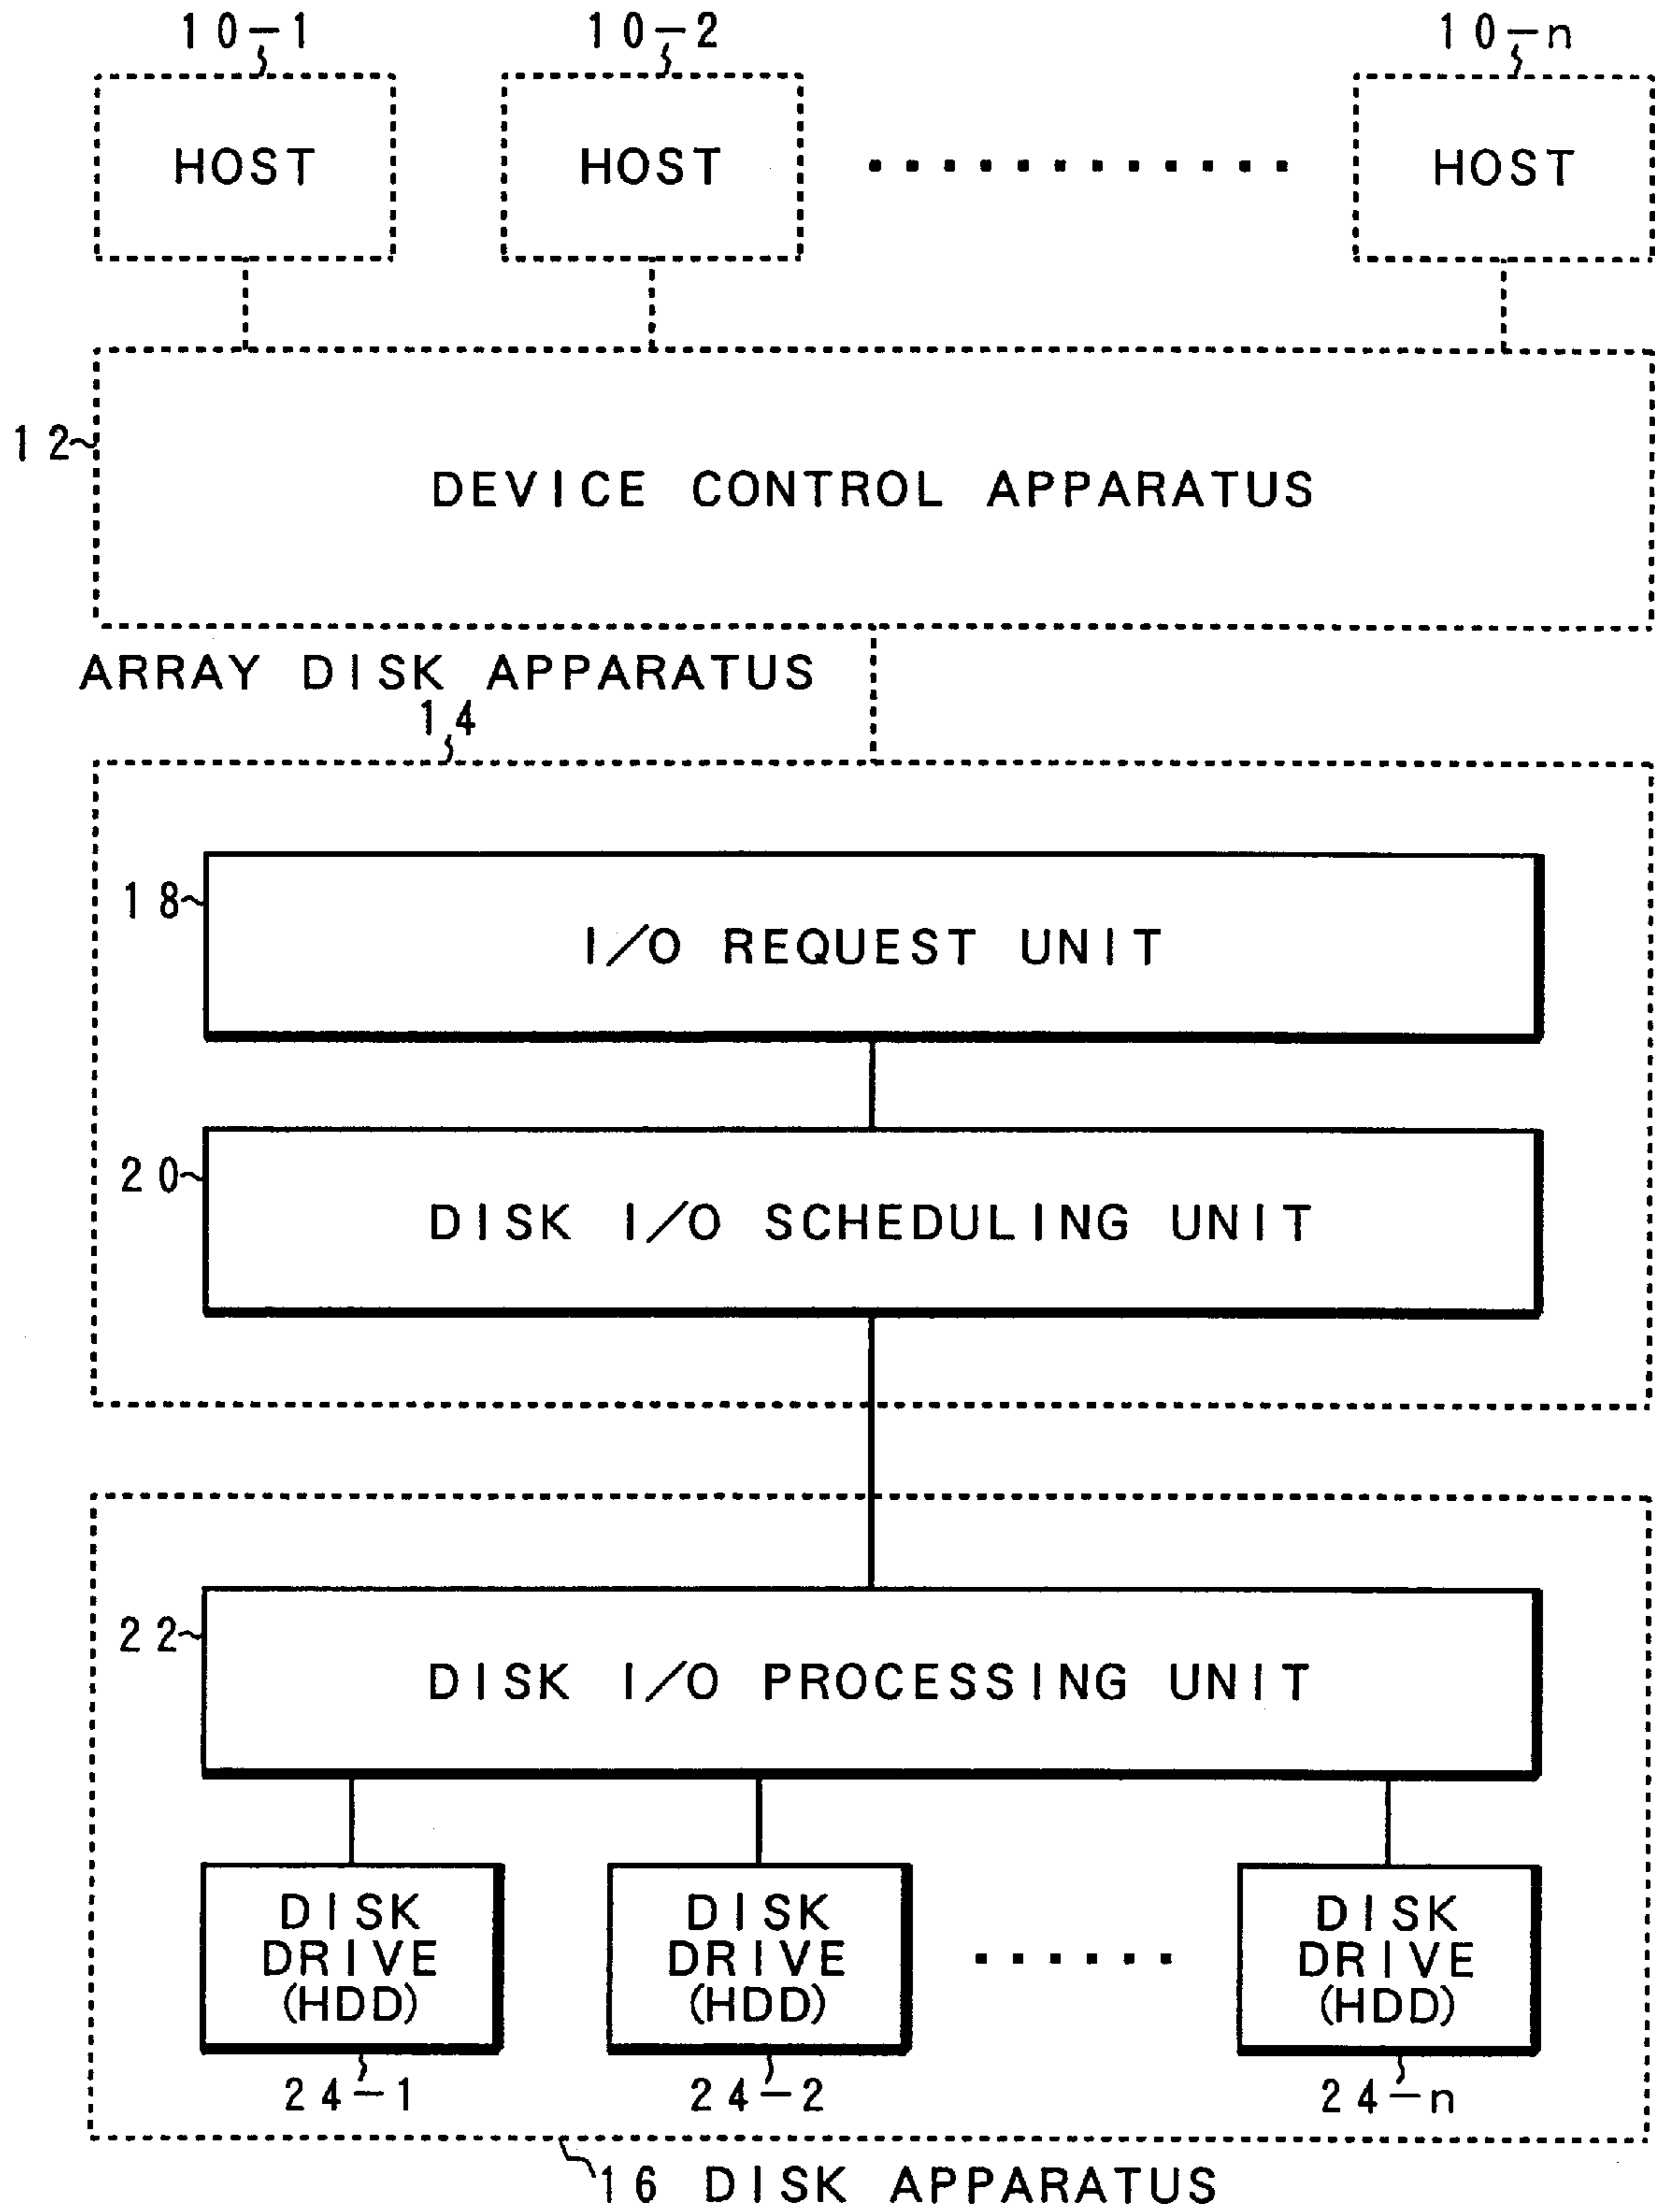 10-1 10-2 10-n
HOST HOST HOST
12
DEVICE CONTROL APPARATUS
ARRAY DISK APPARATUS
14
18
I/O REQUEST UNIT
20
DISK I/O SCHEDULING UNIT
22
DISK I/O PROCESSING UNIT
DISK DISK DISK
DRIVE DRIVE DRIVE
(HDD) (HDD) (HDD)
24-1 24-2 24-n
16 DISK APPARATUS